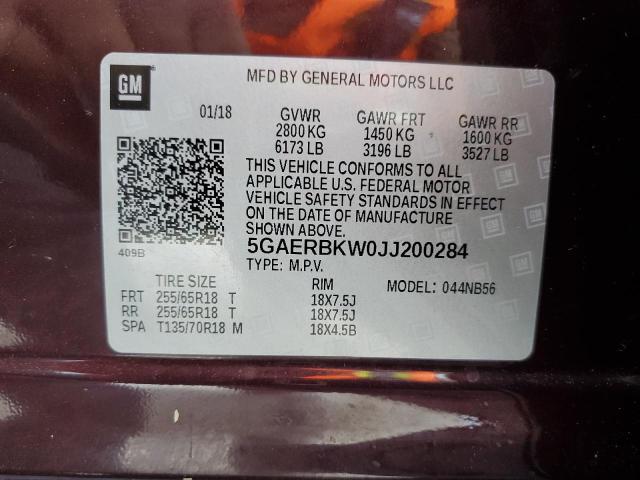 GM
MFD BY GENERAL MOTORS LLC
01/18 GVWR GAWR FRT GAWR RR
2800 KG 1450 KG 1600 KG
6173 LB 3196 LB 3527 LB
THIS VEHICLE CONFORMS TO ALL
APPLICABLE U.S. FEDERAL MOTOR
VEHICLE SAFETY STANDARDS IN EFFECT
ON THE DATE OF MANUFACTURE
5GAERBKW0JJ200284
409B
TYPE: M.P.V.
TIRE SIZE RIM MODEL: 044NB56
FRT 255/65R18 T 18X7.5J
RR 255/65R18 T 18X7.5J
SPA T135/70R18 M 18X4.5B